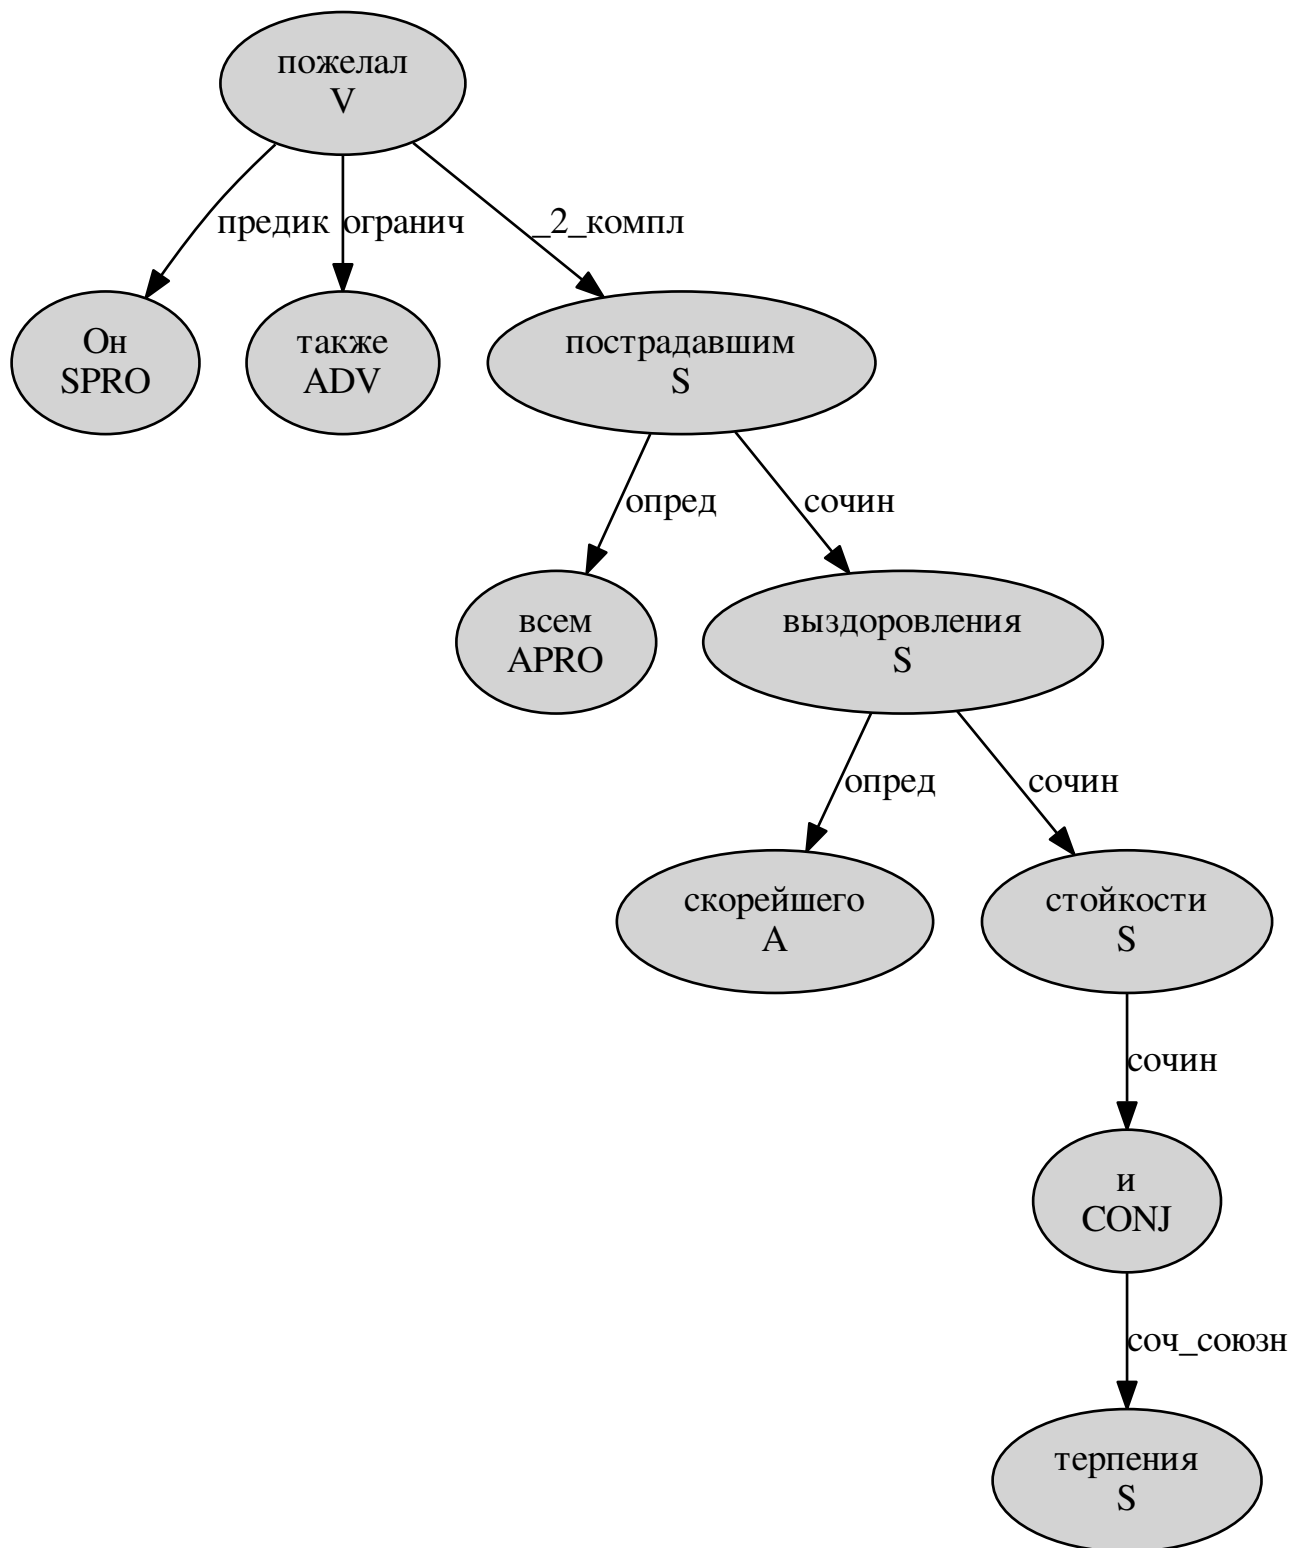 пожелал
V
предик
огранич
_2_компл
Он
SPRO
также
ADV
пострадавшим
S
опред
сочин
всем
APRO
выздоровления
S
опред
сочин
скорейшего
A
стойкости
S
сочин
и
CONJ
соч_союзн
терпения
S